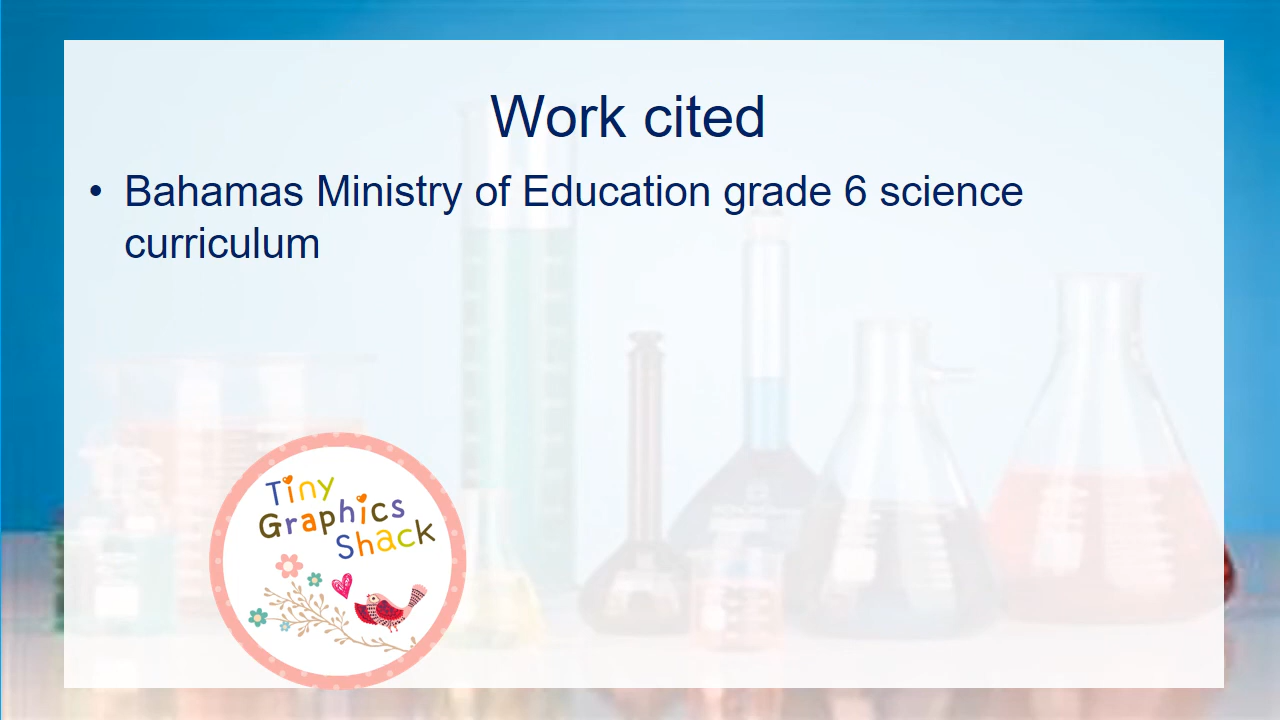 Work cited
• Bahamas Ministry of Education grade 6 science
curriculum
Tiny
Graphics
Shack